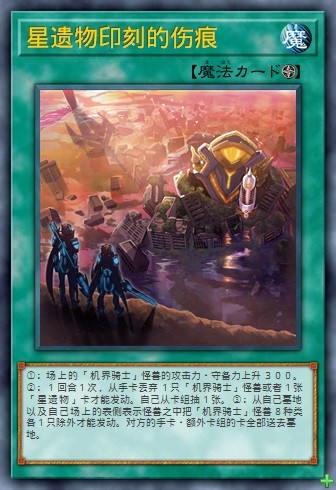 星遗物印刻的伤痕
魔
【魔法カード】
①：场上的「机界骑士」怪兽的攻击力·守备力上升３００。
②：１回合１次，从手卡丢弃１只「机界骑士」怪兽或者１张
「星遗物」卡才能发动。自己从卡组抽１张。③：从自己墓地
以及自己场上的表侧表示怪兽之中把「机界骑士」怪兽８种类
各１只除外才能发动。对方的手卡·额外卡组的卡全部送去墓
地。